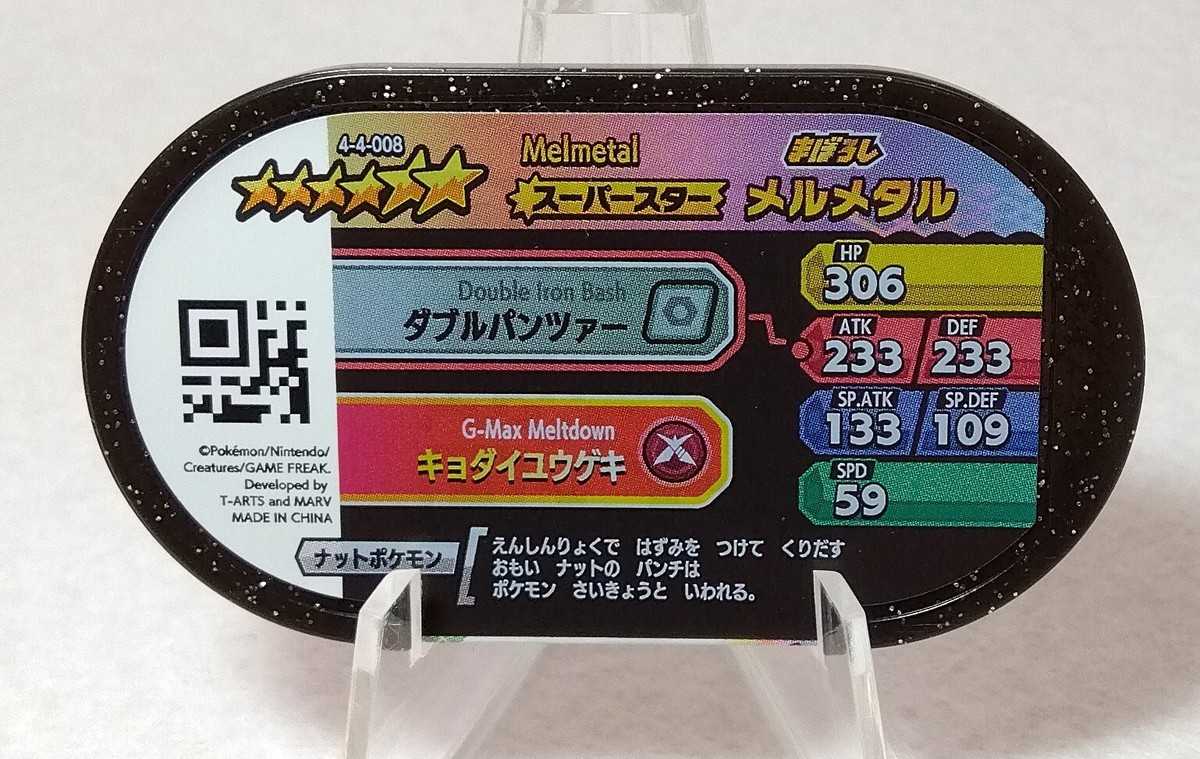 4-4-008
Melmetal
まぼろし
スーパースター
メルメタル
Double Iron Bash
ダブルパンツァー
G-Max Meltdown
キョダイユウゲキ
HP
306
ATK
233
DEF
233
SP.ATK
133
SP.DEF
109
SPD
59
©Pokémon/Nintendo/
Creatures/GAME FREAK.
Developed by
T-ARTS and MARV
MADE IN CHINA
ナットポケモン
えんしんりょくで はずみを つけて くりだす
おもい ナットの パンチは
ポケモン さいきょうと いわれる。